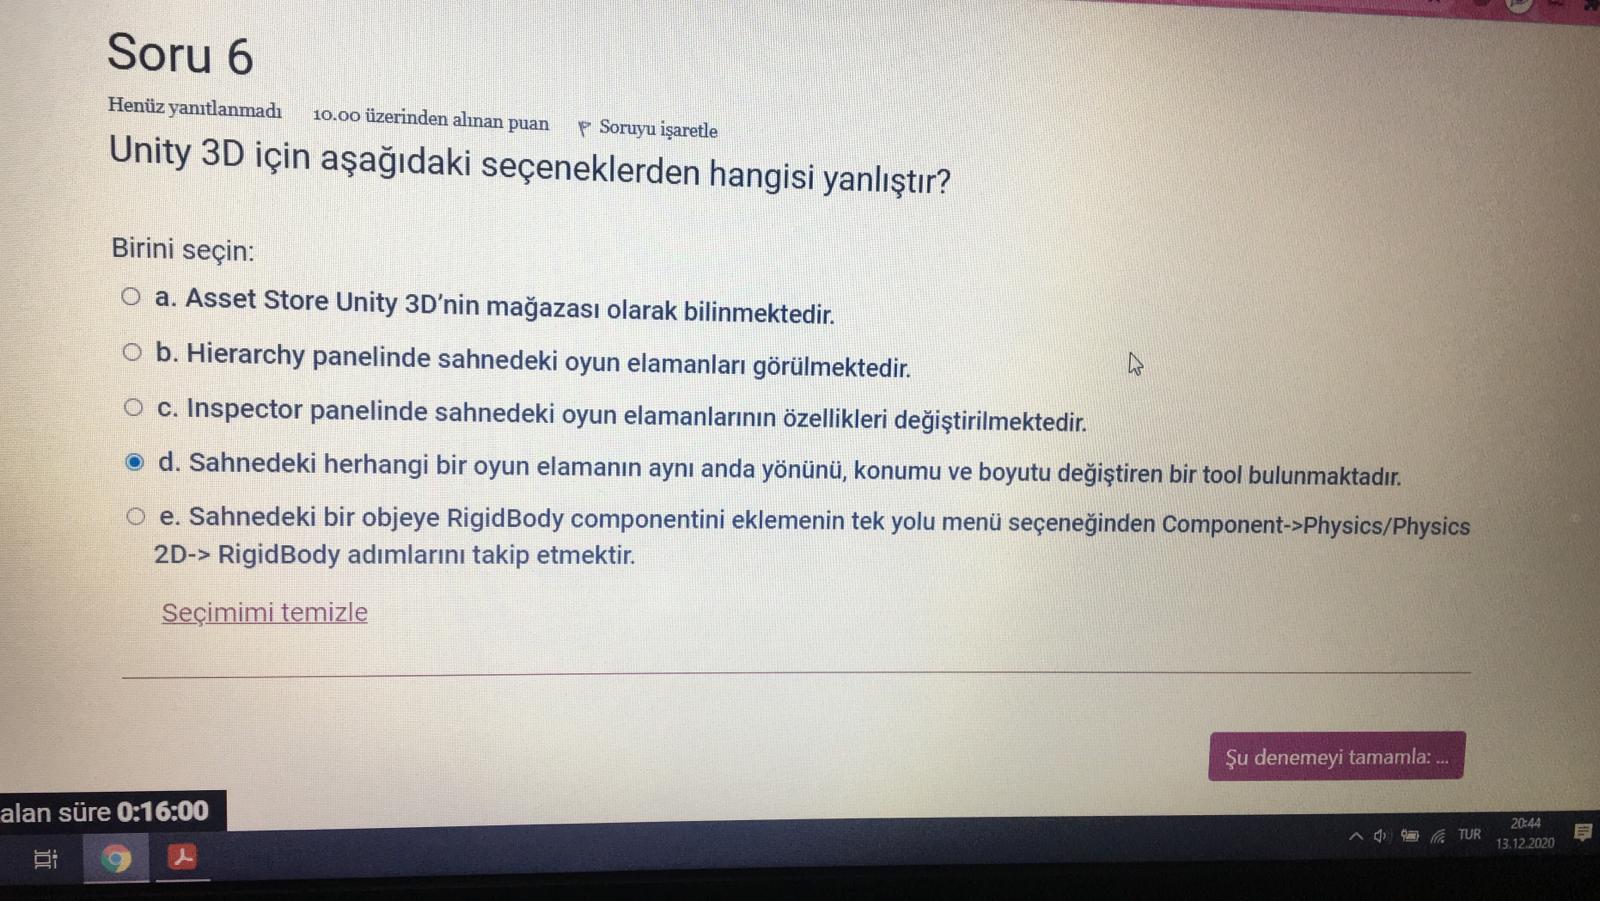 Soru 6
Henüz yanıtlanmadı 10.00 üzerinden alınan puan Soruyu işaretle
Unity 3D için aşağıdaki seçeneklerden hangisi yanlıştır?
Birini seçin:
a. Asset Store Unity 3D'nin mağazası olarak bilinmektedir.
b. Hierarchy panelinde sahnedeki oyun elamanları görülmektedir.
c. Inspector panelinde sahnedeki oyun elamanlarının özellikleri değiştirilmektedir.
d. Sahnedeki herhangi bir oyun elamanın aynı anda yönünü, konumu ve boyutu değiştiren bir tool bulunmaktadır.
e. Sahnedeki bir objeye RigidBody componentini eklemenin tek yolu menü seçeneğinden Component->Physics/Physics
2D-> RigidBody adımlarını takip etmektir.
Seçimimi temizle
Şu denemeyi tamamla: ...
alan süre 0:16:00
TUR
20:44
13.12.2020